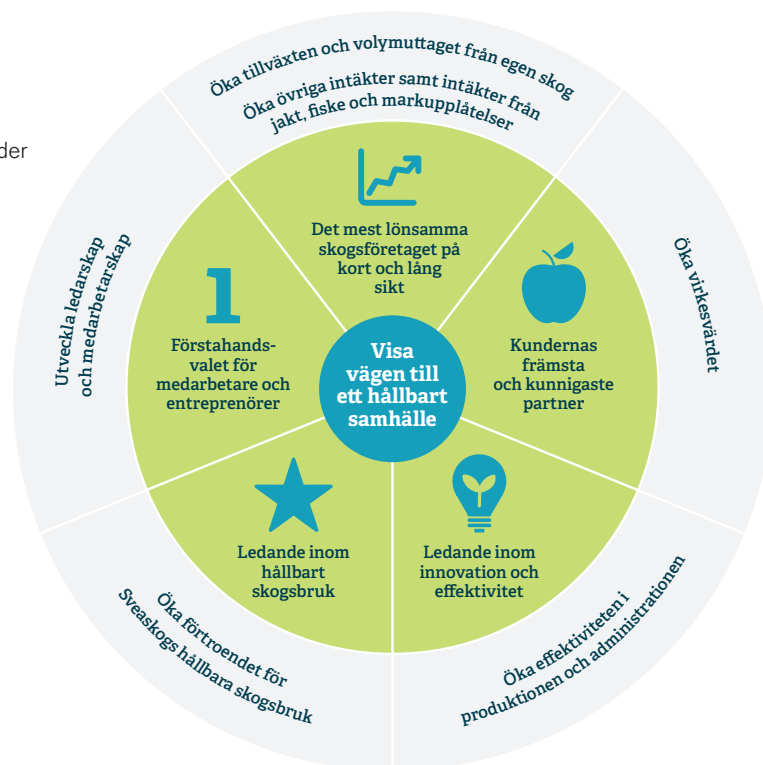 der
Öka tillväxten och volymuttaget från egen skog
Öka övriga intäkter samt intäkter från
jakt, fiske och markupplåtelser
Det mest lönsamma
skogsföretaget på
kort och lång
sikt
Öka virkesvärdet
Kundernas
främsta
och kunnigaste
partner
Öka effektiviteten i
produktionen och administrationen
Ledande inom
innovation och
effektivitet
Öka förtroendet för
Sveaskogs hållbara skogsbruk
Ledande inom
hållbart
skogsbruk
Utveckla ledarskap
och medarbetarskap
1
Förstahands-
valet för
medarbetare och
entreprenörer
Visa
vägen till
ett hållbart
samhälle